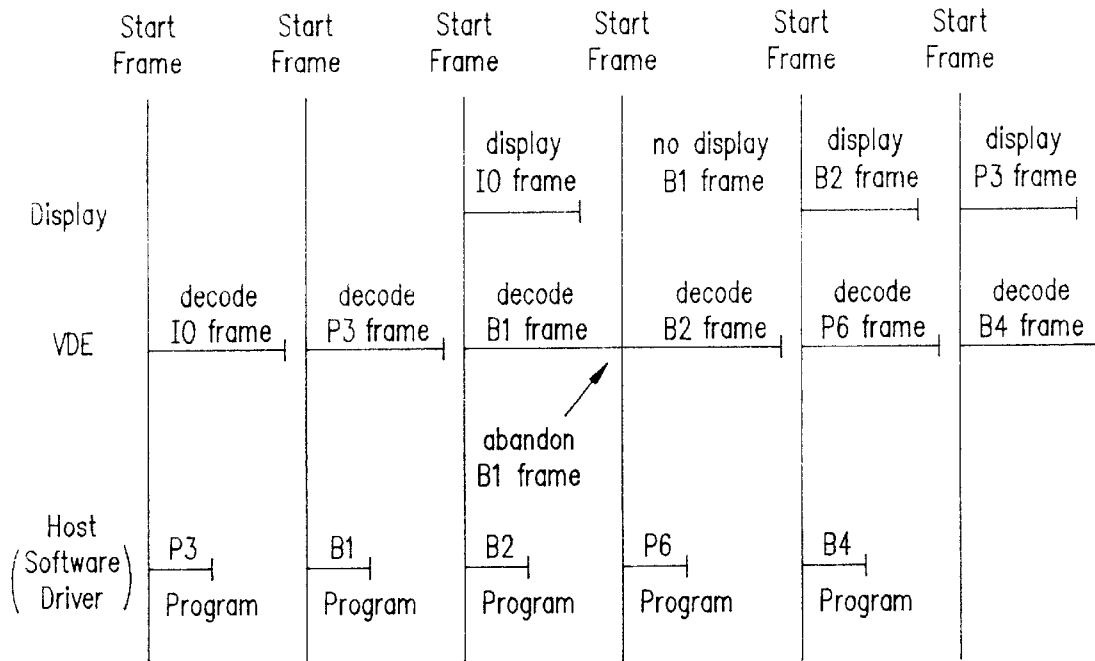 Start Frame
Start Frame
Start Frame
Start Frame
Start Frame
Start Frame
Display
display IO frame
no display B1 frame
display B2 frame
display P3 frame
VDE
decode IO frame
decode P3 frame
decode B1 frame
decode B2 frame
decode P6 frame
decode B4 frame
abandon B1 frame
Host
(Software
Driver)
P3
Program
B1
Program
B2
Program
P6
Program
B4
Program